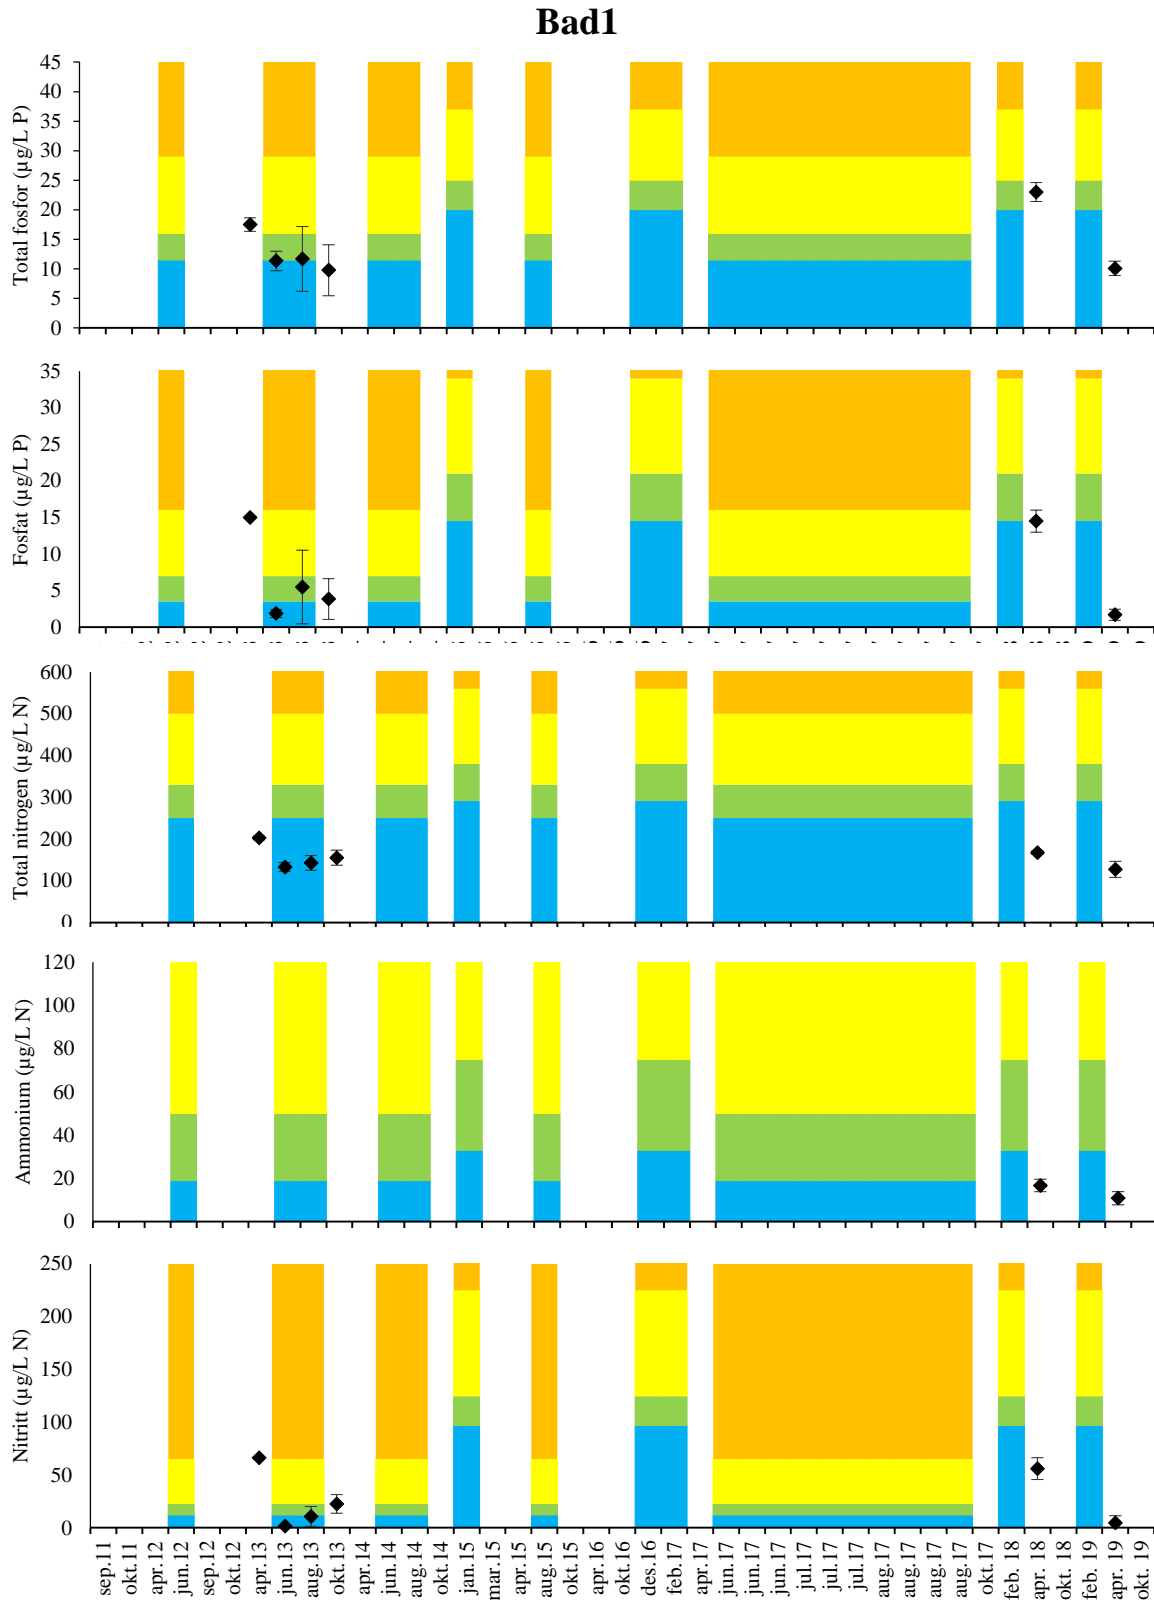 Bad1
Total fosfor (µg/L P)
45
40
35
30
25
20
15
10
5
0
Fosfat (µg/L P)
35
30
25
20
15
10
5
0
Total nitrogen (µg/L N)
600
500
400
300
200
100
0
Ammonium (µg/L N)
120
100
80
60
40
20
0
Nitritt (µg/L N)
250
200
150
100
50
0
sep.11
okt.11
apr.12
jun.12
sep.12
okt.12
apr.13
jun.13
aug.13
okt.13
apr.14
jun.14
aug.14
okt.14
jan.15
mar.15
apr.15
aug.15
okt.15
apr.16
okt.16
des.16
feb.17
apr.17
jun.17
jun.17
jun.17
jul.17
jul.17
jul.17
aug.17
aug.17
aug.17
aug.17
okt.17
feb. 18
apr. 18
okt. 18
feb. 19
apr. 19
okt. 19